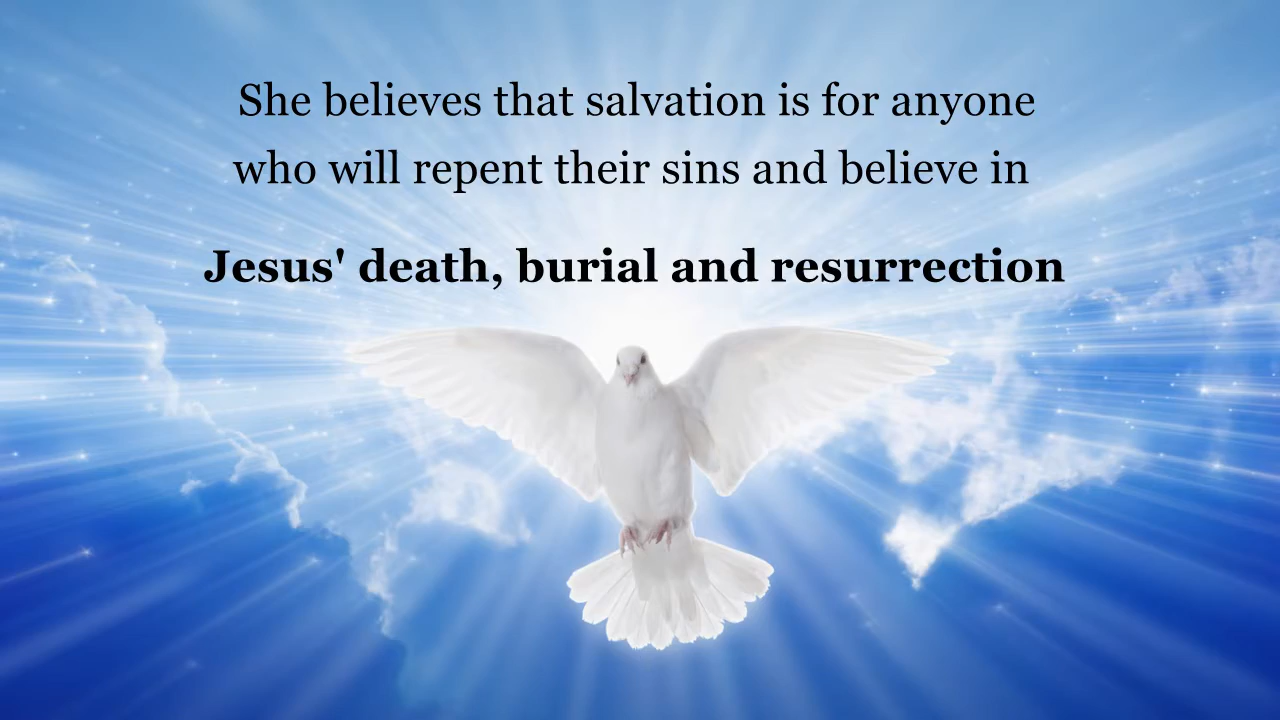 She believes that salvation is for anyone
who will repent their sins and believe in
Jesus' death, burial and resurrection